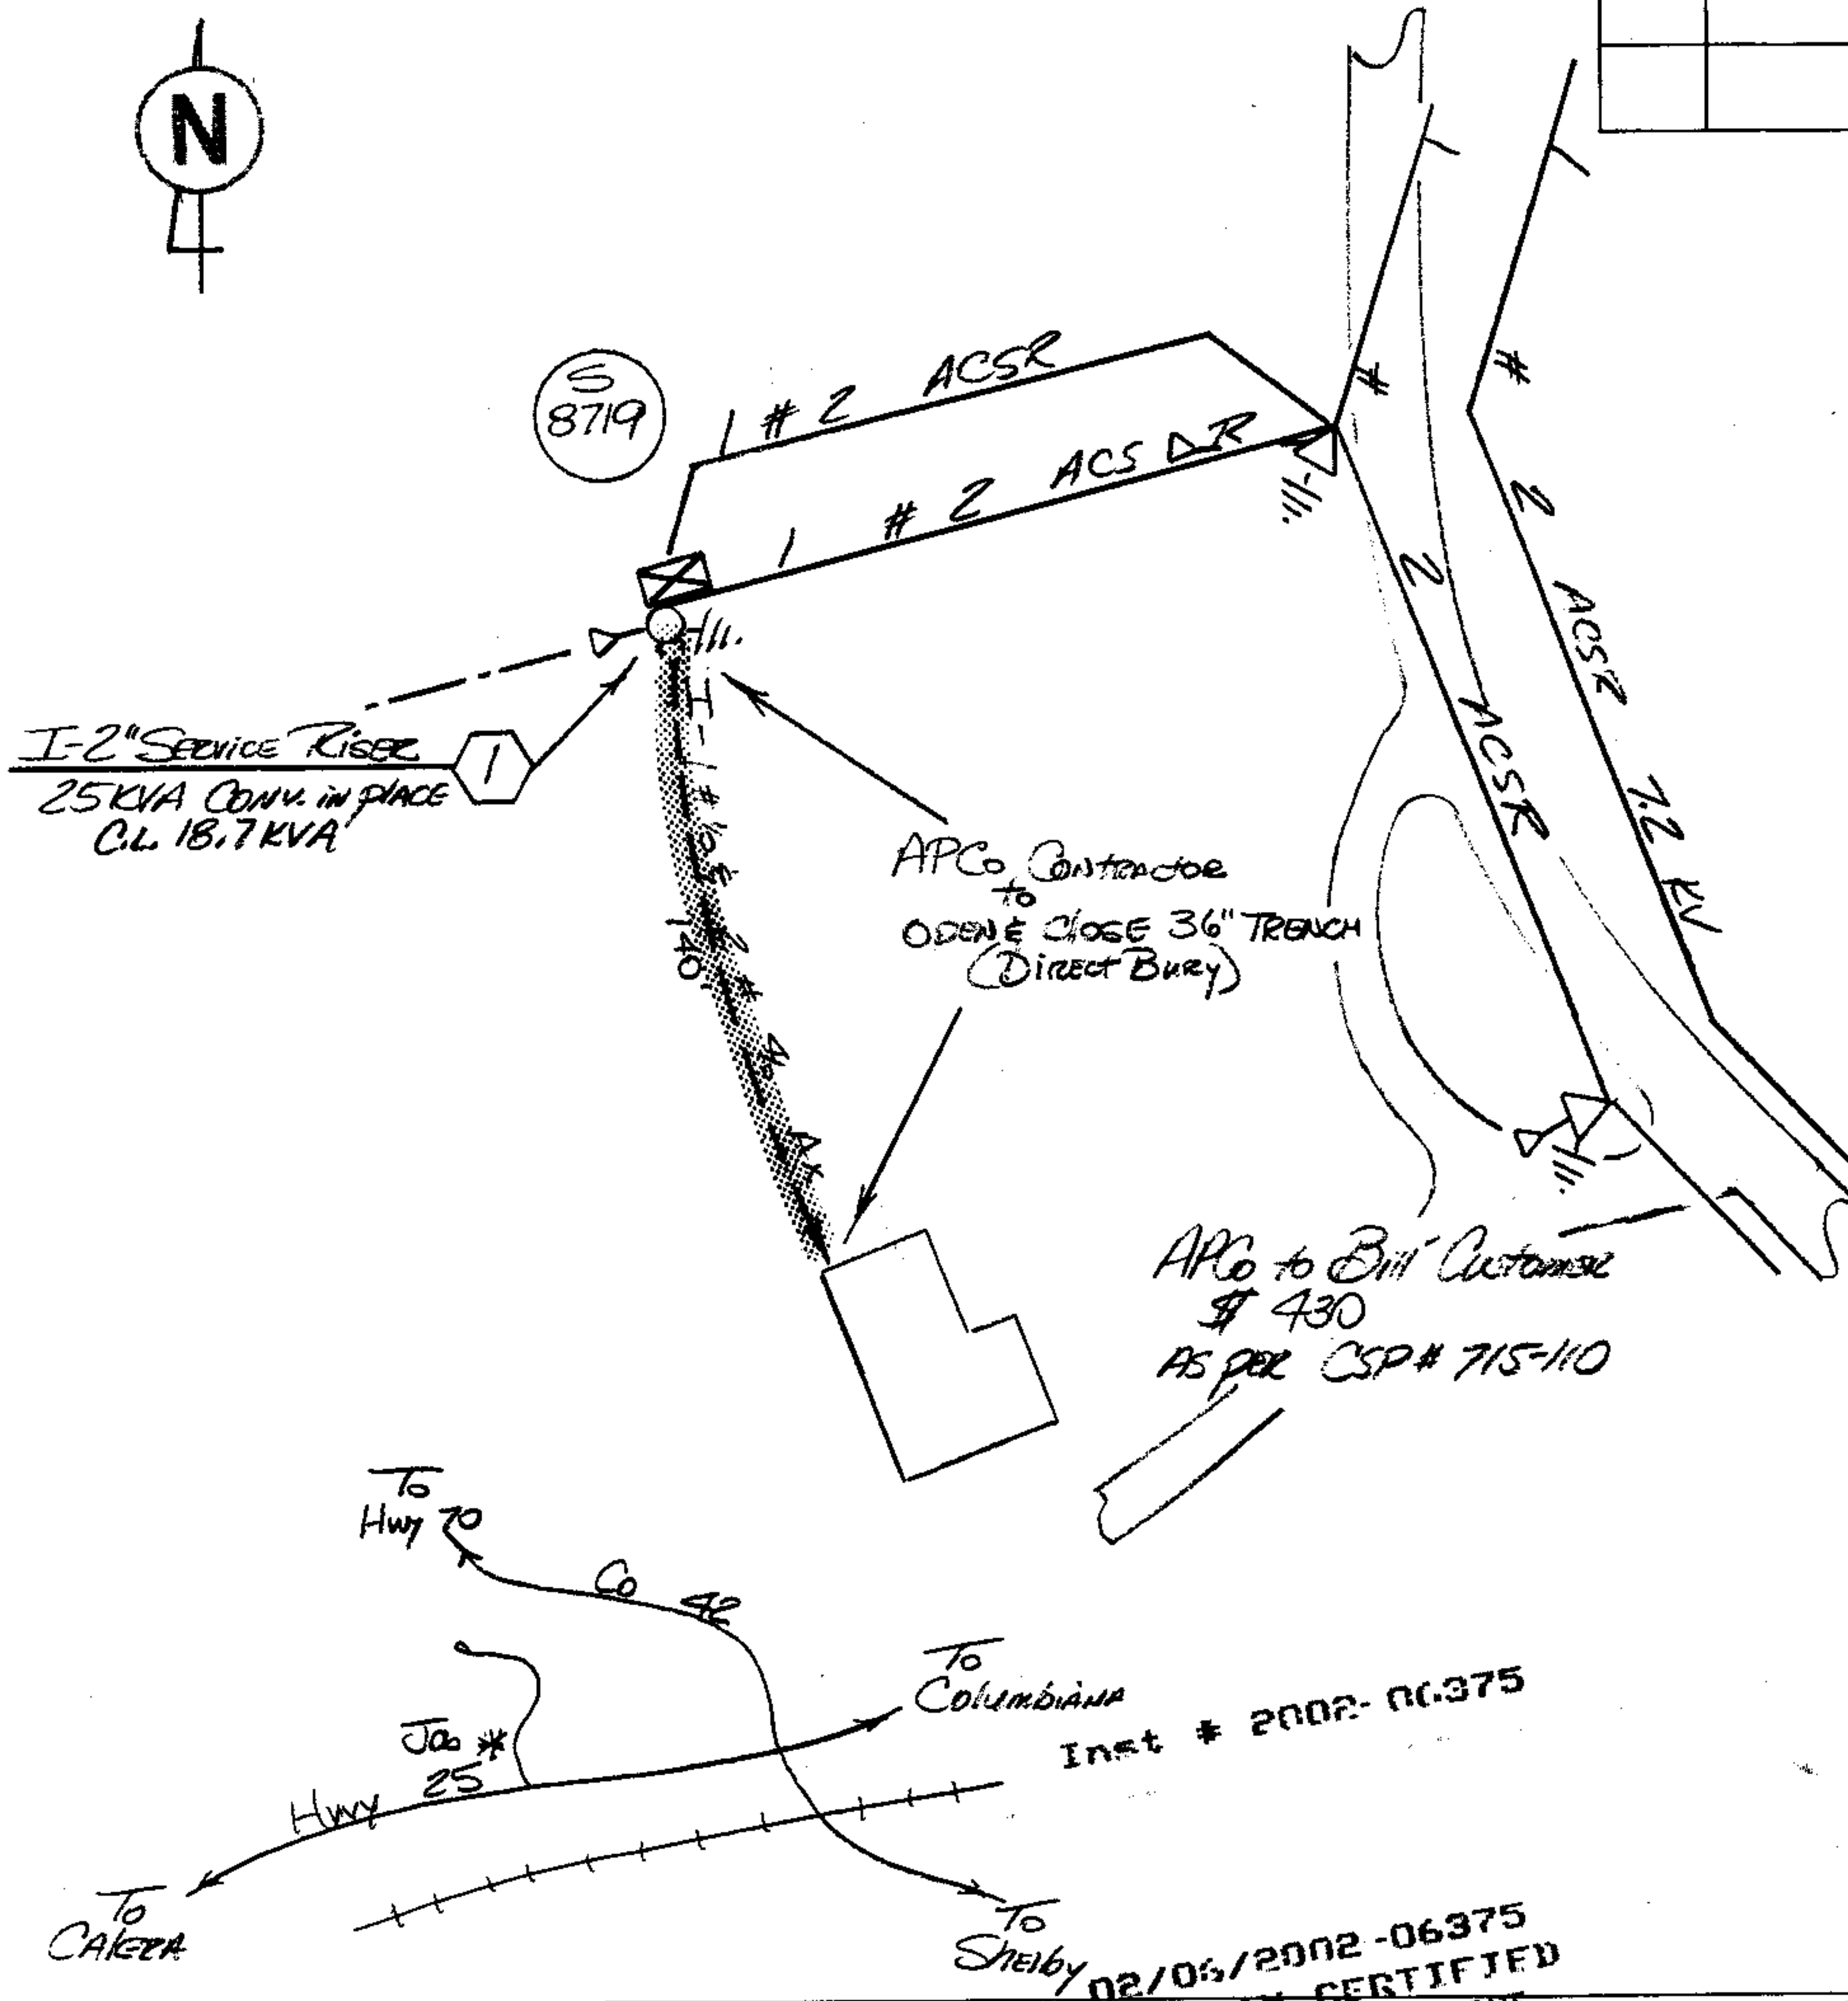 N
S
8719
1 # 2 ACSR
1 # 2 ACS R
# 2 ACSR
# 2 ACSR 7.2 KV
I-2" SERVICE RISER
1
25 KVA CONV. IN PLACE
C.L. 18.7 KVA
140'
APCo CONTRACTOR
to
OPEN & CLOSE 36" TRENCH
(DIRECT BURY)
APCo to Bill Customer
$ 430
AS PER CSP# 715-110
To
Hwy 70
Co 42
To
Columbiana
Job *
Hwy 25
To
CALERA
To
Shelby
Inst # 2002-06375
02/05/2002-06375
CERTIFIED